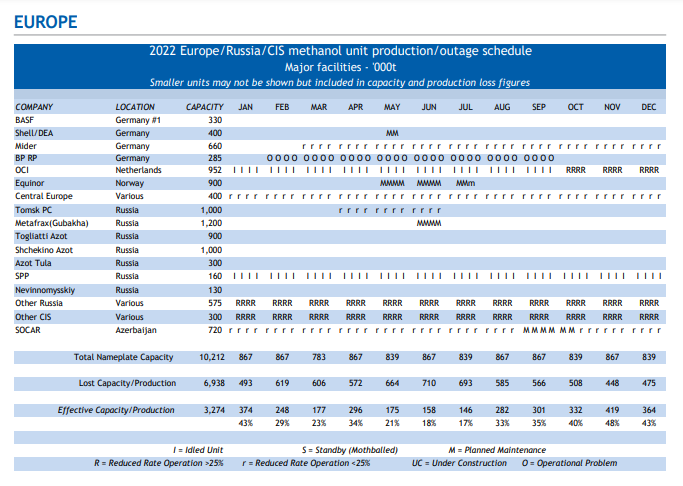 EUROPE
2022 Europe/Russia/CIS methanol unit production/outage schedule
Major facilities - '000t
Smaller units may not be shown but included in capacity and production loss figures
COMPANY LOCATION CAPACITY JAN FEB MAR APR MAY JUN JUL AUG SEP OCT NOV DEC
BASF Germany #1 330
Shell/DEA Germany 400 MM
Mider Germany 660 r r r r r r r r r r r r r r r r r r r r r r r r r r r r r r r r r r r r r r r r
BP RP Germany 285 O O O O O O O O O O O O O O O O O O O O O O O O O O O O O O O O
OCI Netherlands 952 I I I I I I I I I I I I I I I I I I I I I I I I I I I I I I I I I I I I RRRR RRRR RRRR
Equinor Norway 900 MMMM MMMM MMm
Central Europe Various 400 r r r r r r r r r r r r r r r r r r r r r r r r r r r r r r r r r r r r r r r r r r r r r r r r
Tomsk PC Russia 1,000 r r r r r r r r r r r r
Metafrax(Gubakha) Russia 1,200 MMMM
Togliatti Azot Russia 900
Shchekino Azot Russia 1,000
Azot Tula Russia 300
SPP Russia 160 I I I I I I I I I I I I I I I I I I I I I I I I I I I I I I I I I I I I I I I I I I I I I I I I
Nevinnomysskiy Russia 130
Other Russia Various 575 RRRR RRRR RRRR RRRR RRRR RRRR RRRR RRRR RRRR RRRR RRRR RRRR
Other CIS Various 300 RRRR RRRR RRRR RRRR RRRR RRRR RRRR RRRR RRRR RRRR RRRR RRRR
SOCAR Azerbaijan 720 r r r r r r r r r r r r r r r r r r r r r r r r r r r r r r r r M M M M M M r r r r r r r r r r
Total Nameplate Capacity 10,212 867 867 783 867 839 867 839 867 867 839 867 839
Lost Capacity/Production 6,938 493 619 606 572 664 710 693 585 566 508 448 475
Effective Capacity/Production 3,274 374 248 177 296 175 158 146 282 301 332 419 364
43% 29% 23% 34% 21% 18% 17% 33% 35% 40% 48% 43%
I = Idled Unit S = Standby (Mothballed) M = Planned Maintenance
R = Reduced Rate Operation >25% r = Reduced Rate Operation <25% UC = Under Construction O = Operational Problem